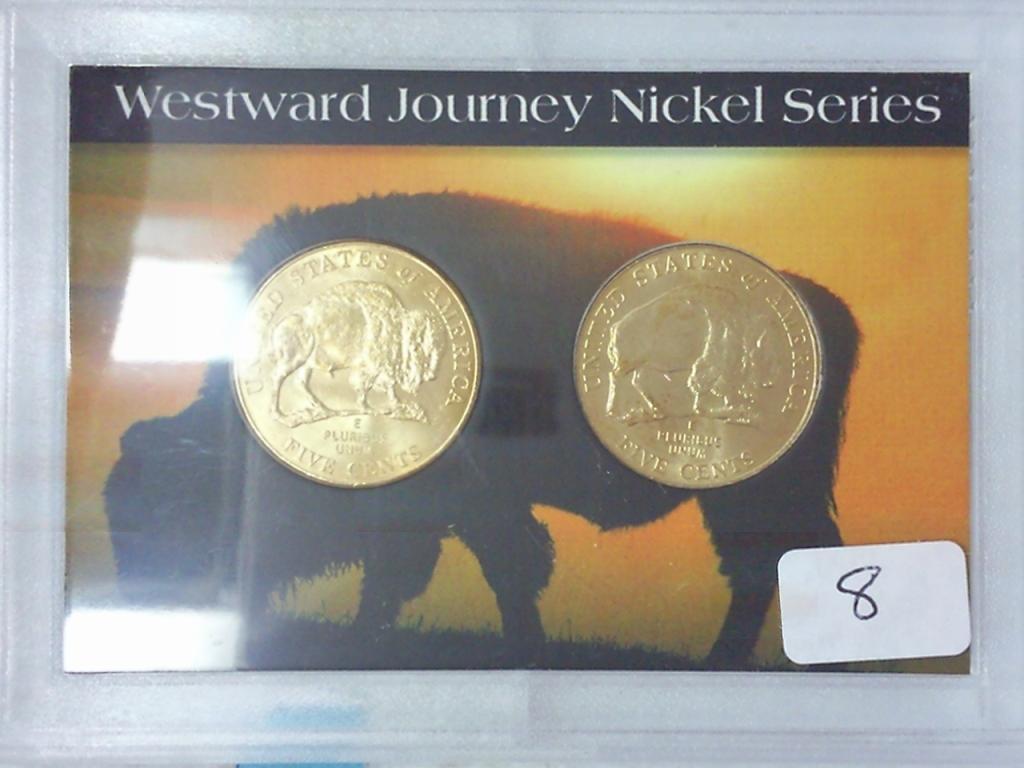 Westward Journey Nickel Series
UNITED STATES of AMERICA
E
PLURIBUS
UNUM
FIVE CENTS
UNITED STATES of AMERICA
E
PLURIBUS
UNUM
FIVE CENTS
8